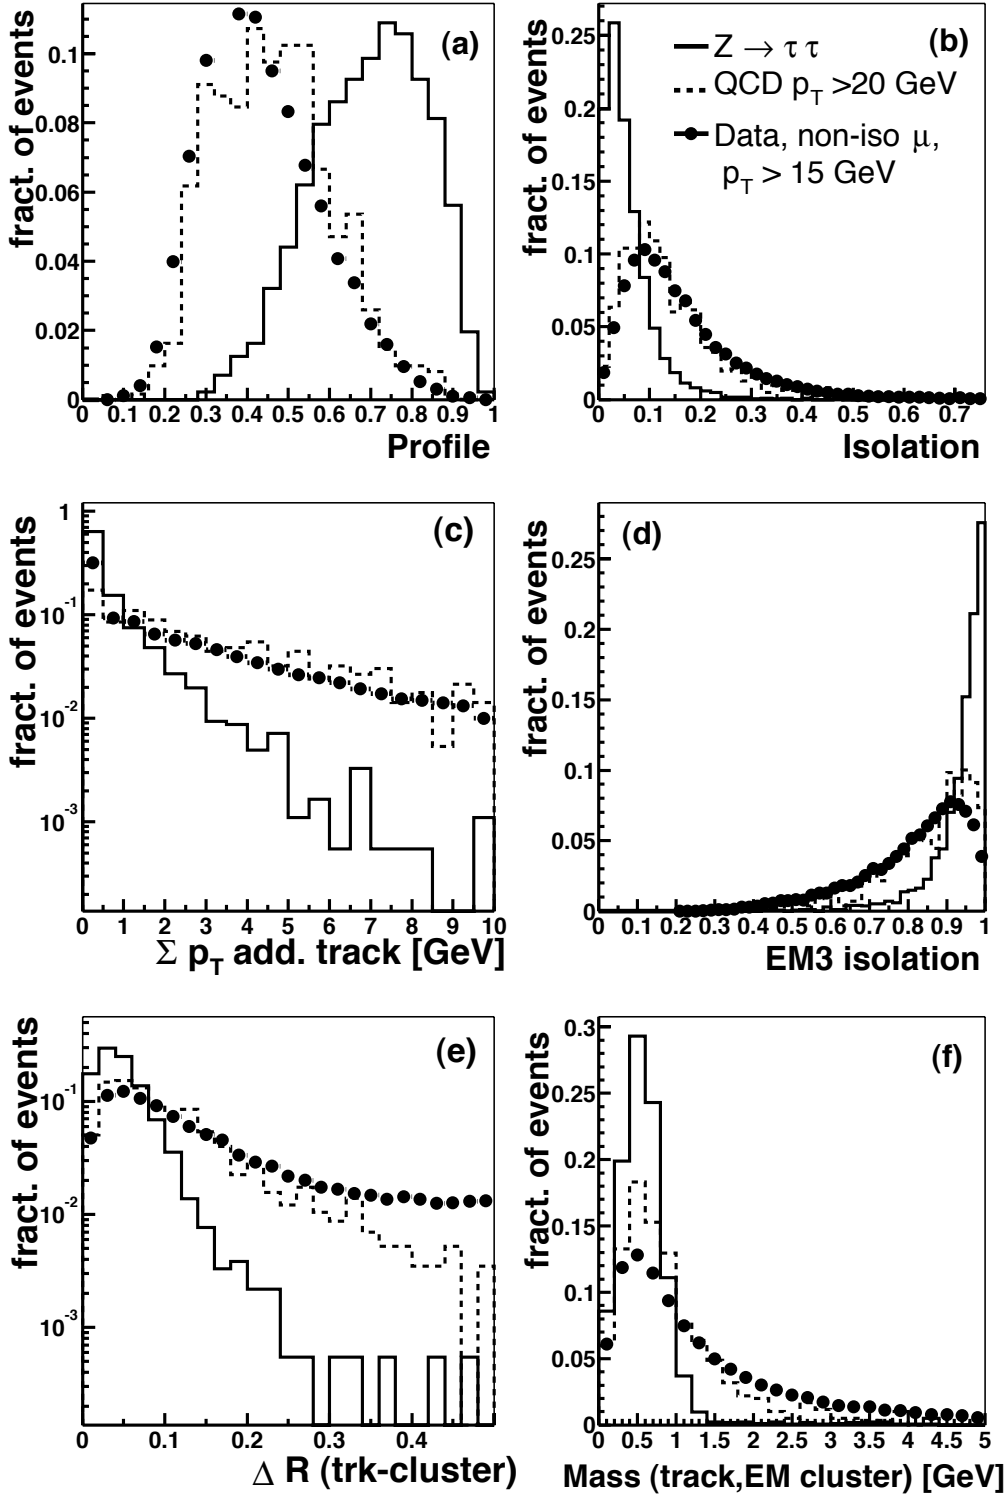 (a)
fract. of events
0.1
0.08
0.06
0.04
0.02
0
0 0.1 0.2 0.3 0.4 0.5 0.6 0.7 0.8 0.9 1
Profile
(b)
Z → τ τ
QCD p_T >20 GeV
Data, non-iso μ,
p_T > 15 GeV
fract. of events
0.25
0.2
0.15
0.1
0.05
0
0 0.1 0.2 0.3 0.4 0.5 0.6 0.7
Isolation
(c)
fract. of events
1
10^-1
10^-2
10^-3
0 1 2 3 4 5 6 7 8 9 10
Σ p_T add. track [GeV]
(d)
fract. of events
0.25
0.2
0.15
0.1
0.05
0
0 0.1 0.2 0.3 0.4 0.5 0.6 0.7 0.8 0.9 1
EM3 isolation
(e)
fract. of events
10^-1
10^-2
10^-3
0 0.1 0.2 0.3 0.4
Δ R (trk-cluster)
(f)
fract. of events
0.3
0.25
0.2
0.15
0.1
0.05
0
0 0.5 1 1.5 2 2.5 3 3.5 4 4.5 5
Mass (track,EM cluster) [GeV]